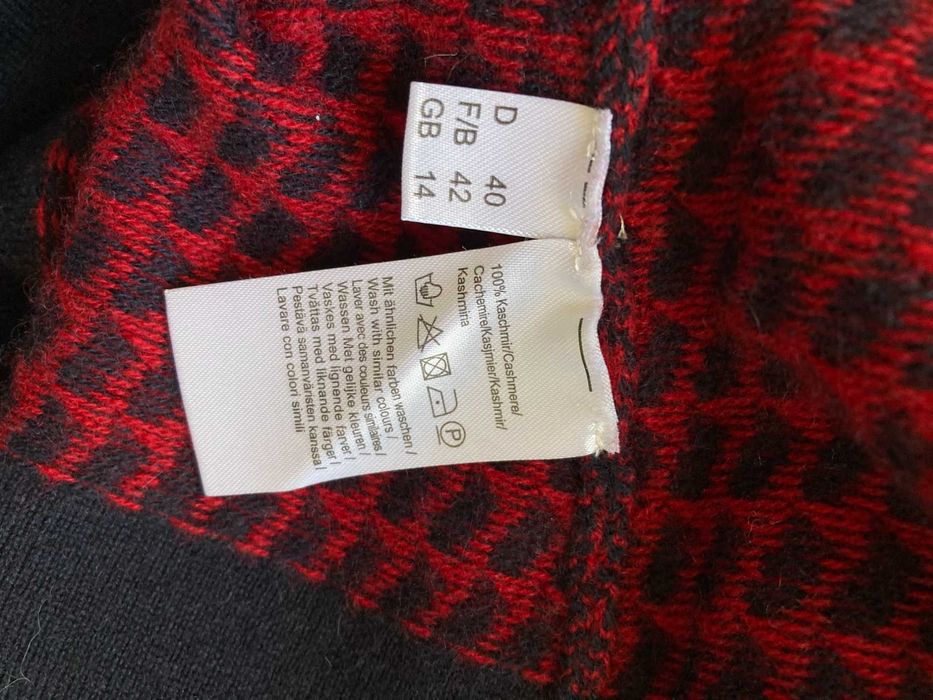 D 40
F/B 42
GB 14
100% Kaschmir/Cashmere/
Cachemire/Kasjmier/Kashmir/
Kashmina
P
Mit ähnlichen farben waschen /
Wash with similar colours /
Laver avec des couleurs similaires /
Wassen Met gelijke kleuren /
Vaskes med lignende farver /
Tvättas med liknande färger /
Pestävä samanväristen kanssa /
Lavare con colori simili